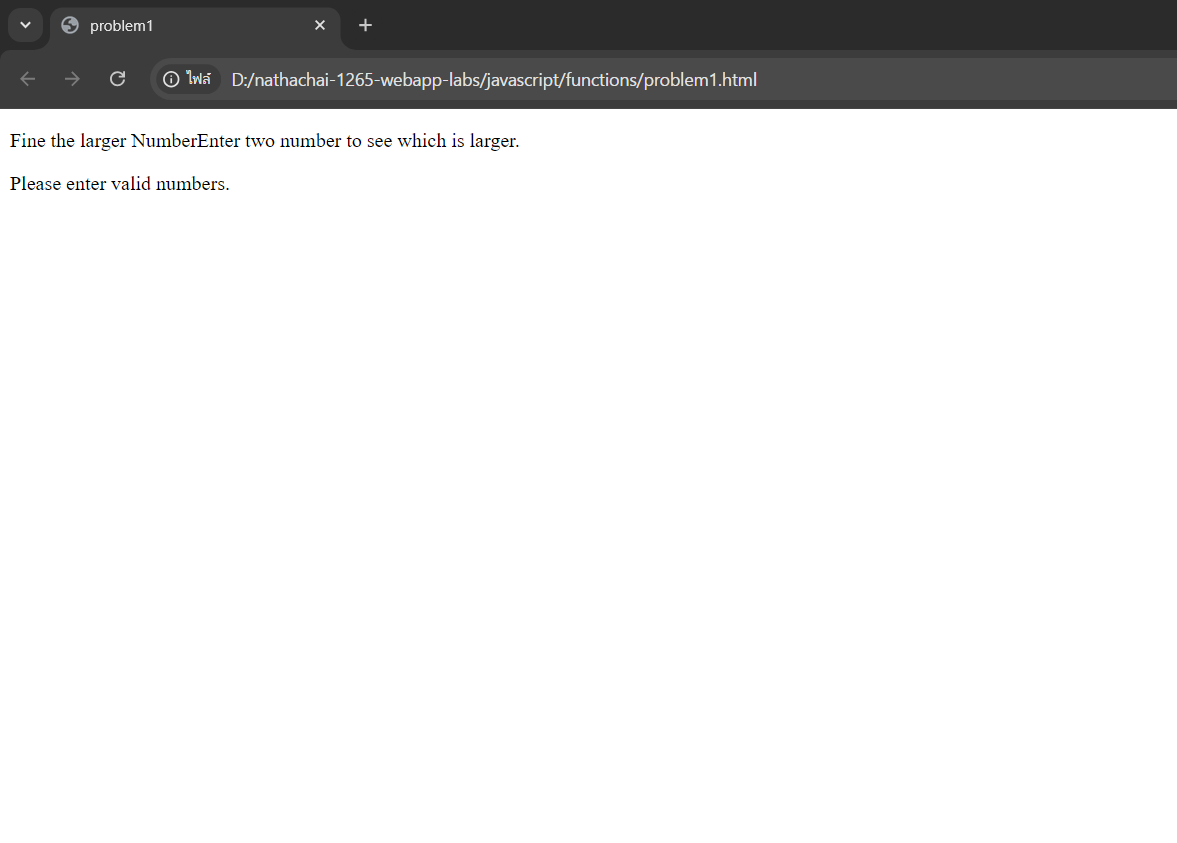 problem1
ไฟล์ D:/nathachai-1265-webapp-labs/javascript/functions/problem1.html
Fine the larger NumberEnter two number to see which is larger.
Please enter valid numbers.